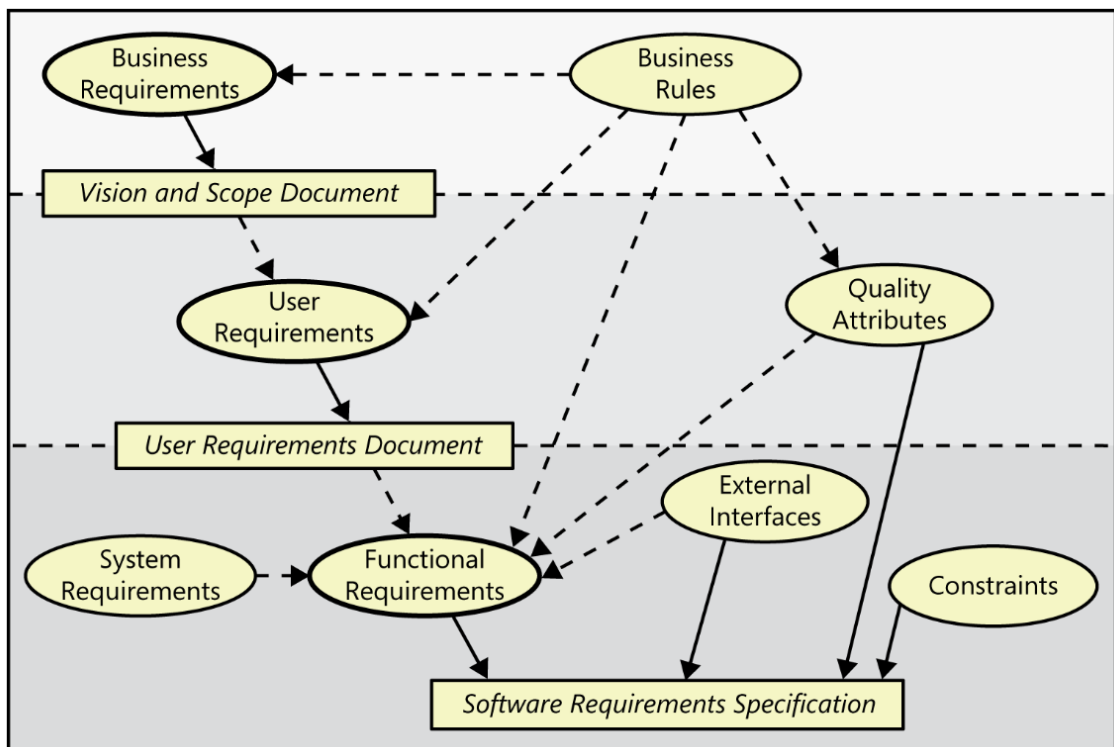 Business
Requirements
Business
Rules
Vision and Scope Document
User
Requirements
Quality
Attributes
User Requirements Document
External
Interfaces
System
Requirements
Functional
Requirements
Constraints
Software Requirements Specification